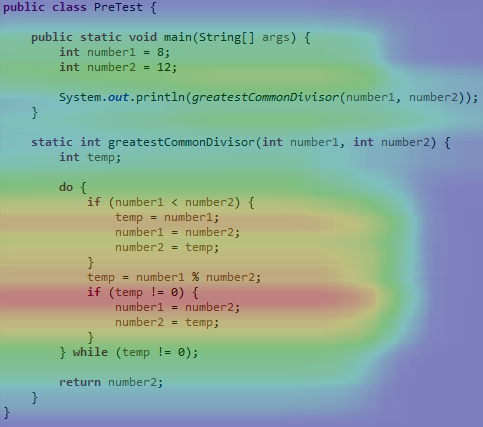 public class PreTest {
    public static void main(String[] args) {
        int number1 = 8;
        int number2 = 12;
        System.out.println(greatestCommonDivisor(number1, number2));
    }
    static int greatestCommonDivisor(int number1, int number2) {
        int temp;
        do {
            if (number1 < number2) {
                temp = number1;
                number1 = number2;
                number2 = temp;
            }
            temp = number1 % number2;
            if (temp != 0) {
                number1 = number2;
                number2 = temp;
            }
        } while (temp != 0);
        return number2;
    }
}